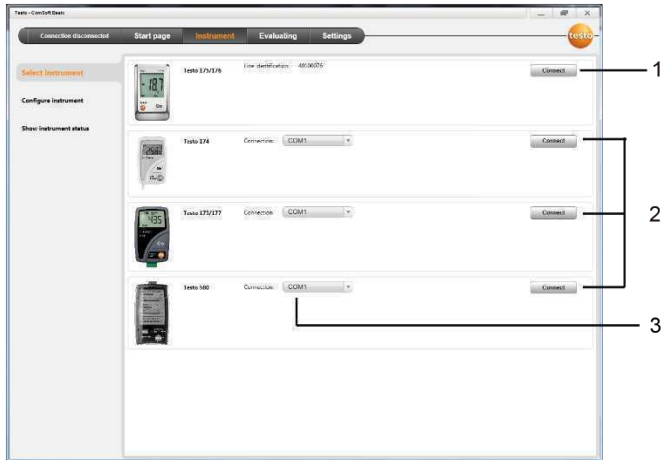 Testo - ComSoft Basic
Connection disconnected Start page Instrument Evaluating Settings
testo
Select instrument
Configure instrument
Show instrument status
Testo 175/176 Connect 1
Testo 174 Connection: COM1 Connect
Testo 175/177 Connection: COM1 Connect 2
Testo 580 Connection: COM1 Connect
3